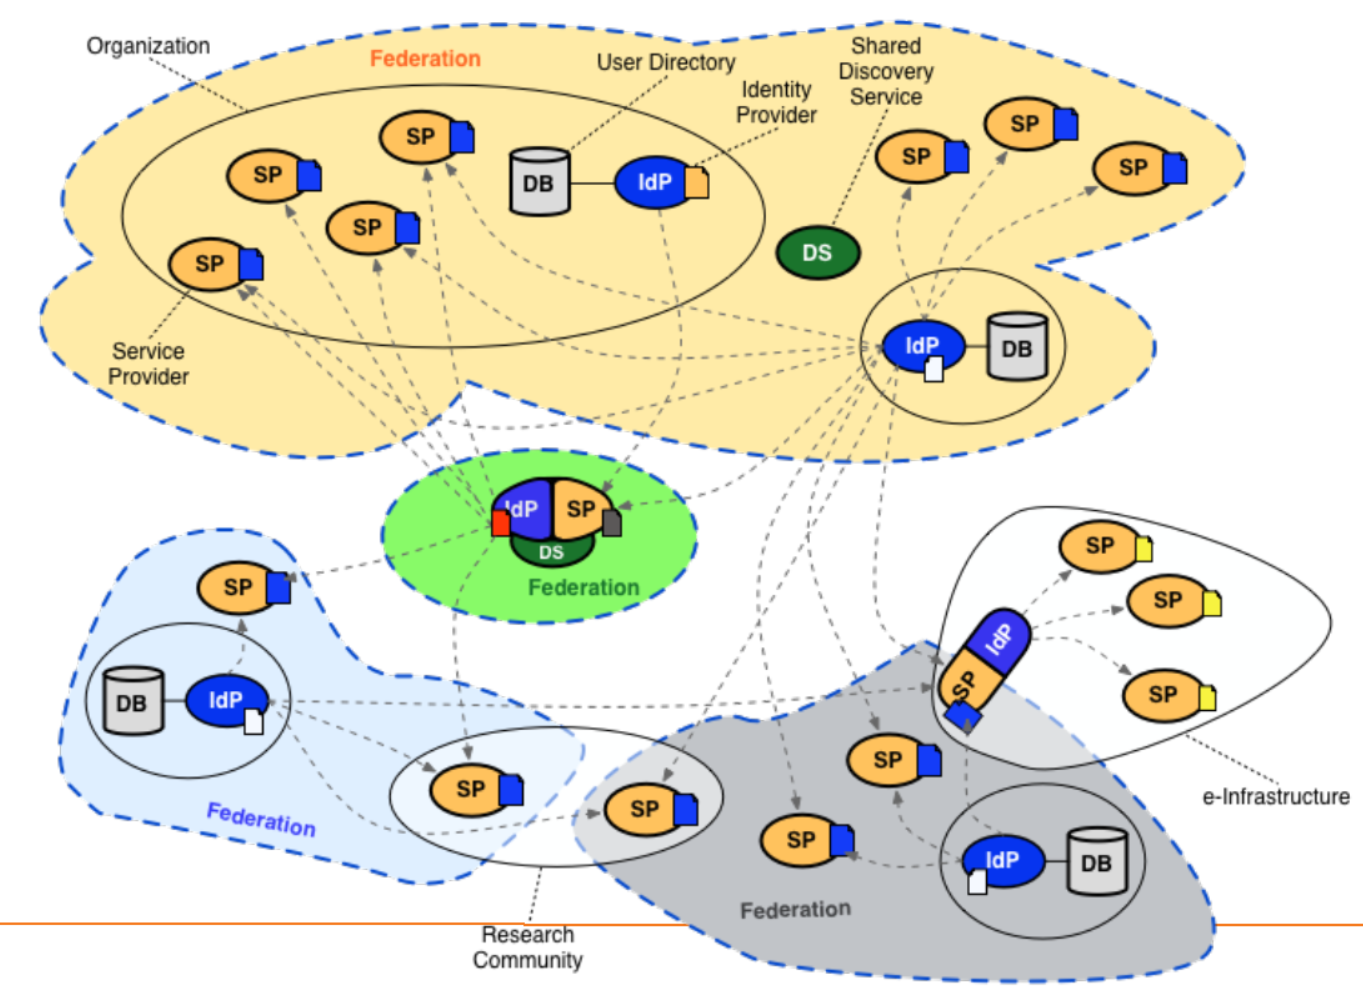 Organization
Federation
User Directory
Shared
Discovery
Service
Identity
Provider
SP
SP
SP
SP
DB
IdP
SP
SP
SP
DS
IdP
DB
Service
Provider
IdP
SP
DS
Federation
SP
DB
IdP
Federation
SP
SP
Research
Community
IdP
SP
SP
SP
SP
e-Infrastructure
SP
SP
IdP
DB
Federation